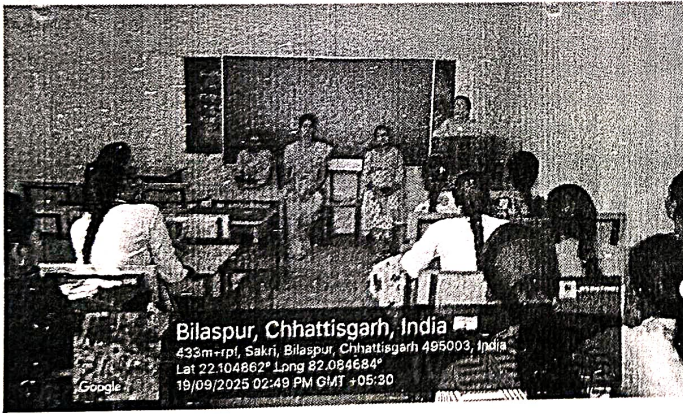 Bilaspur, Chhattisgarh, India
433m+rpf, Sakri, Bilaspur, Chhattisgarh 495003, India
Lat 22.104862° Long 82.084684°
19/09/2025 02:49 PM GMT +05:30
Google